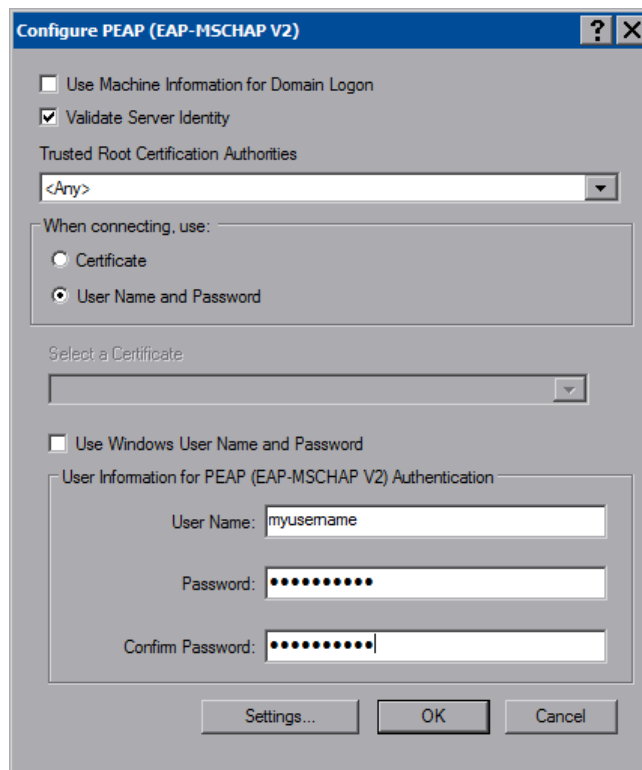 Configure PEAP (EAP-MSCHAP V2)
Use Machine Information for Domain Logon
Validate Server Identity
Trusted Root Certification Authorities
<Any>
When connecting, use:
Certificate
User Name and Password
Select a Certificate
Use Windows User Name and Password
User Information for PEAP (EAP-MSCHAP V2) Authentication
User Name: myusername
Password: ●●●●●●●●●●
Confirm Password: ●●●●●●●●●●
Settings... OK Cancel